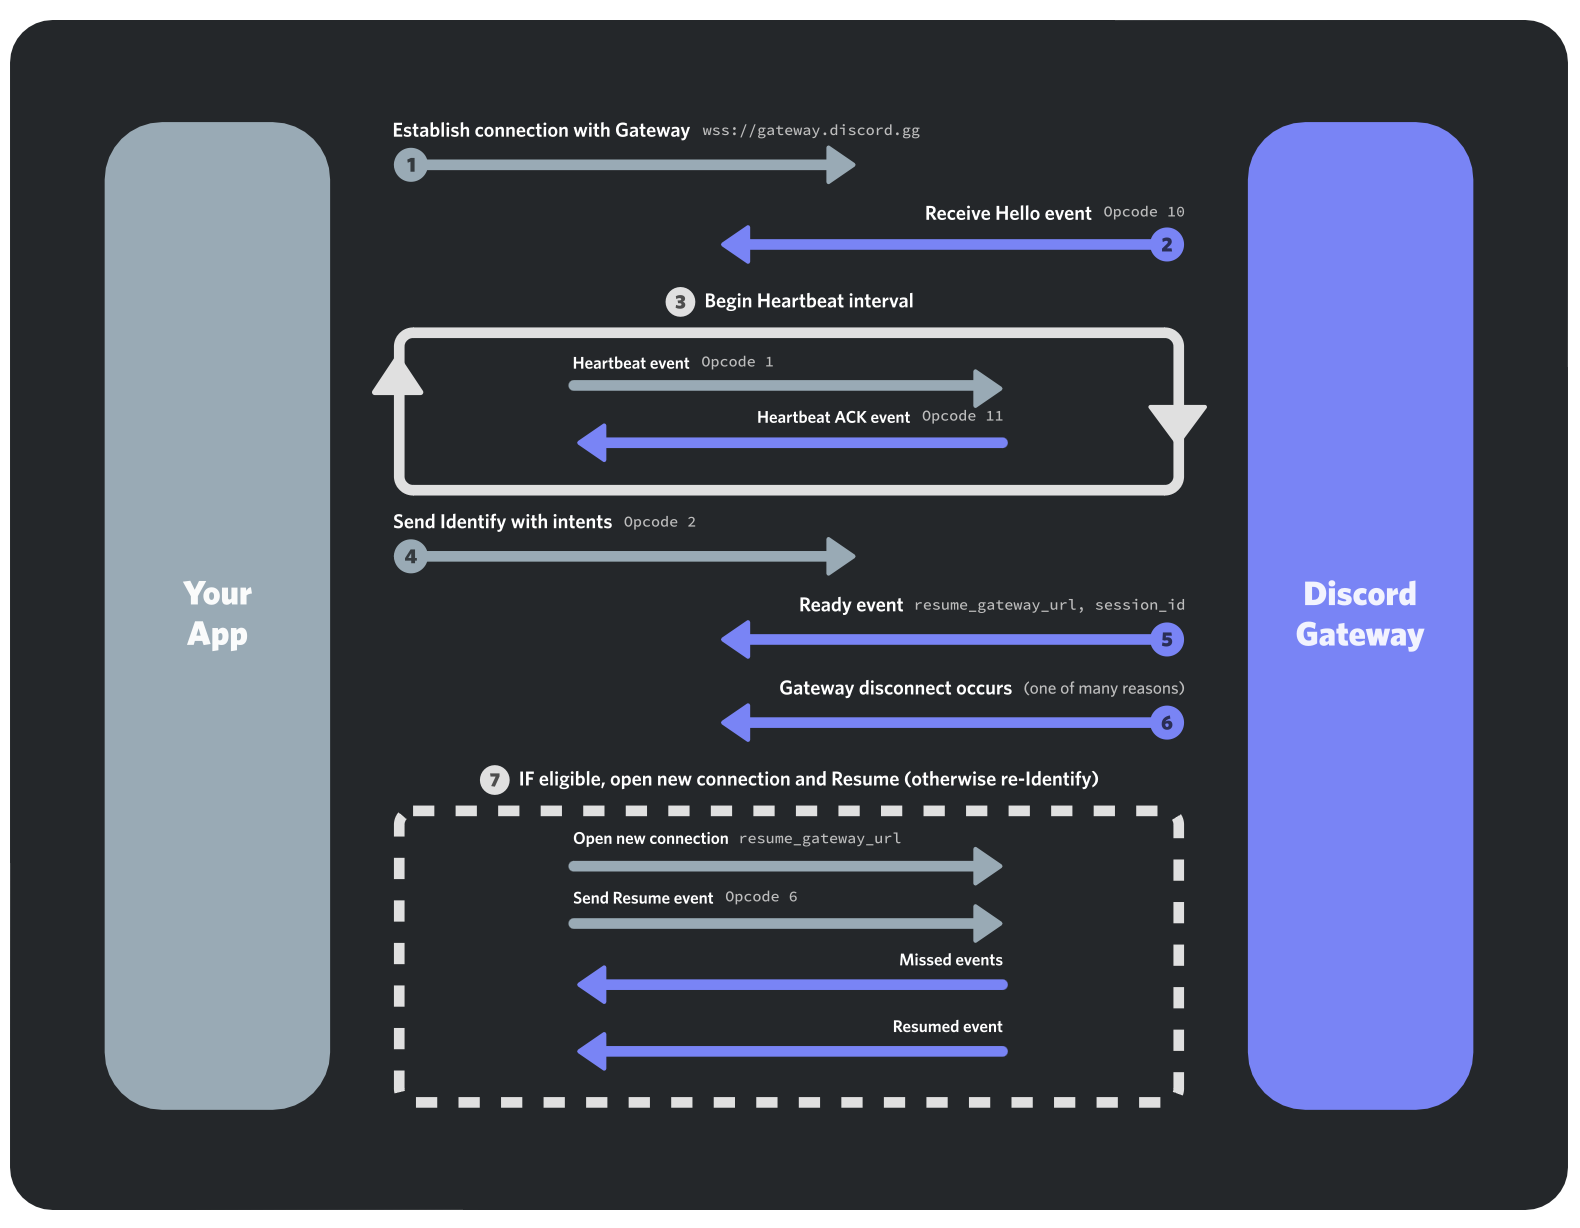 Establish connection with Gateway wss://gateway.discord.gg
1
Receive Hello event Opcode 10
2
3 Begin Heartbeat interval
Heartbeat event Opcode 1
Heartbeat ACK event Opcode 11
Send Identify with intents Opcode 2
4
Your
App
Discord
Gateway
Ready event resume_gateway_url, session_id
5
Gateway disconnect occurs (one of many reasons)
6
7 IF eligible, open new connection and Resume (otherwise re-Identify)
Open new connection resume_gateway_url
Send Resume event Opcode 6
Missed events
Resumed event